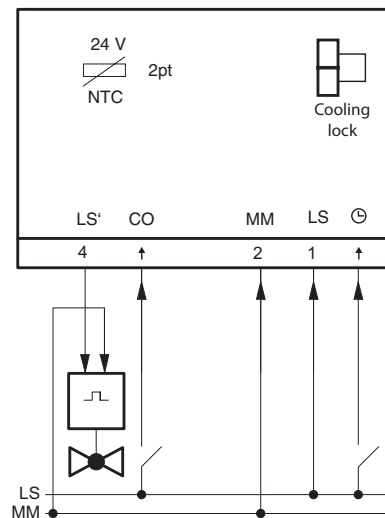 24 V
2pt
NTC
Cooling
lock
LS‘ CO MM LS
4 2 1
LS
MM